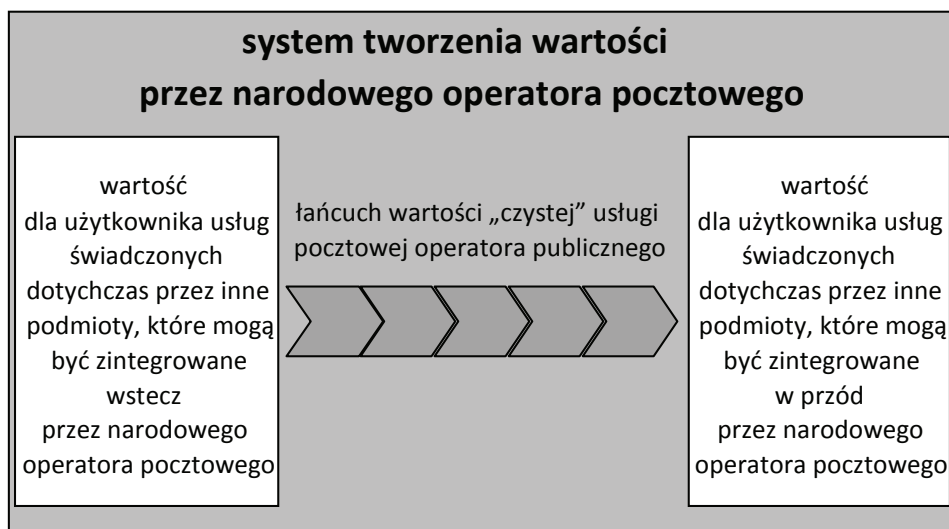 system tworzenia wartości
przez narodowego operatora pocztowego
wartość
dla użytkownika usług
świadczonych
dotychczas przez inne
podmioty, które mogą
być zintegrowane
wstecz
przez narodowego
operatora pocztowego
łańcuch wartości „czystej” usługi
pocztowej operatora publicznego
wartość
dla użytkownika usług
świadczonych
dotychczas przez inne
podmioty, które mogą
być zintegrowane
w przód
przez narodowego
operatora pocztowego